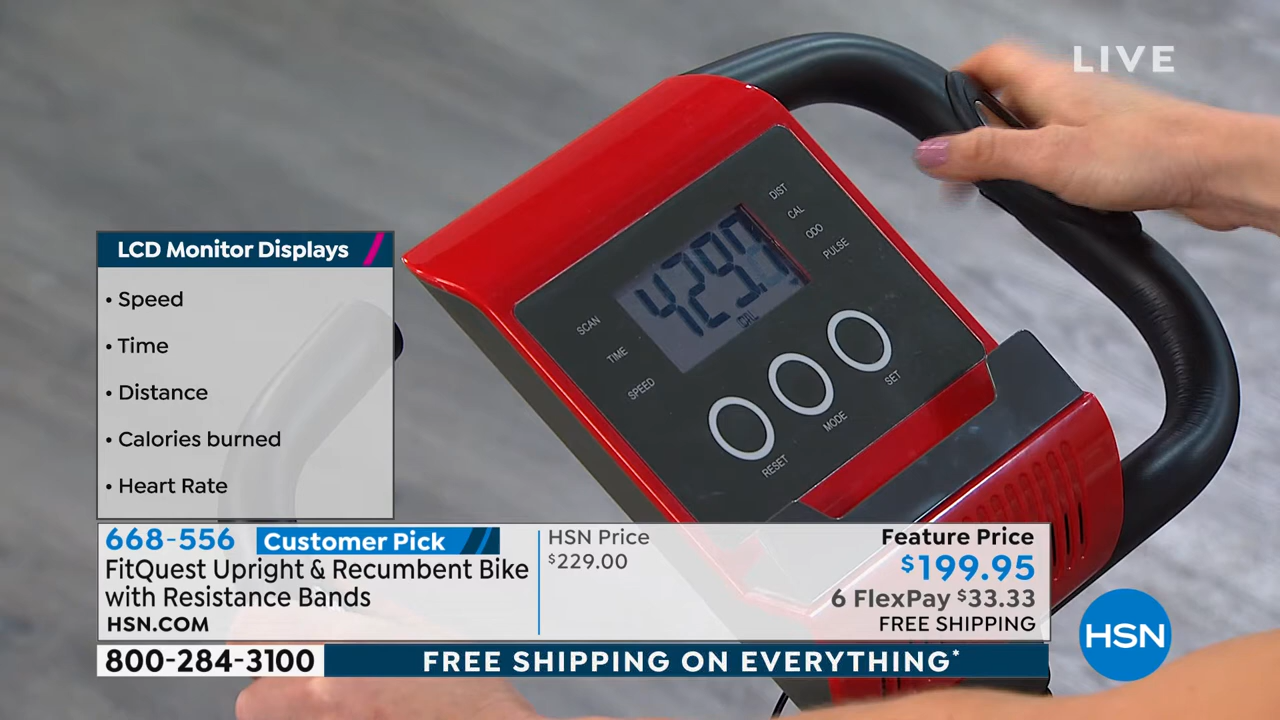 LIVE
DIST
CAL
ODO
PULSE
SCAN
TIME
SPEED
CAL
RESET
MODE
SET
LCD Monitor Displays
• Speed
• Time
• Distance
• Calories burned
• Heart Rate
668-556 Customer Pick
FitQuest Upright & Recumbent Bike
with Resistance Bands
HSN.COM
HSN Price
$229.00
Feature Price
$199.95
6 FlexPay $33.33
FREE SHIPPING
HSN
800-284-3100 FREE SHIPPING ON EVERYTHING*